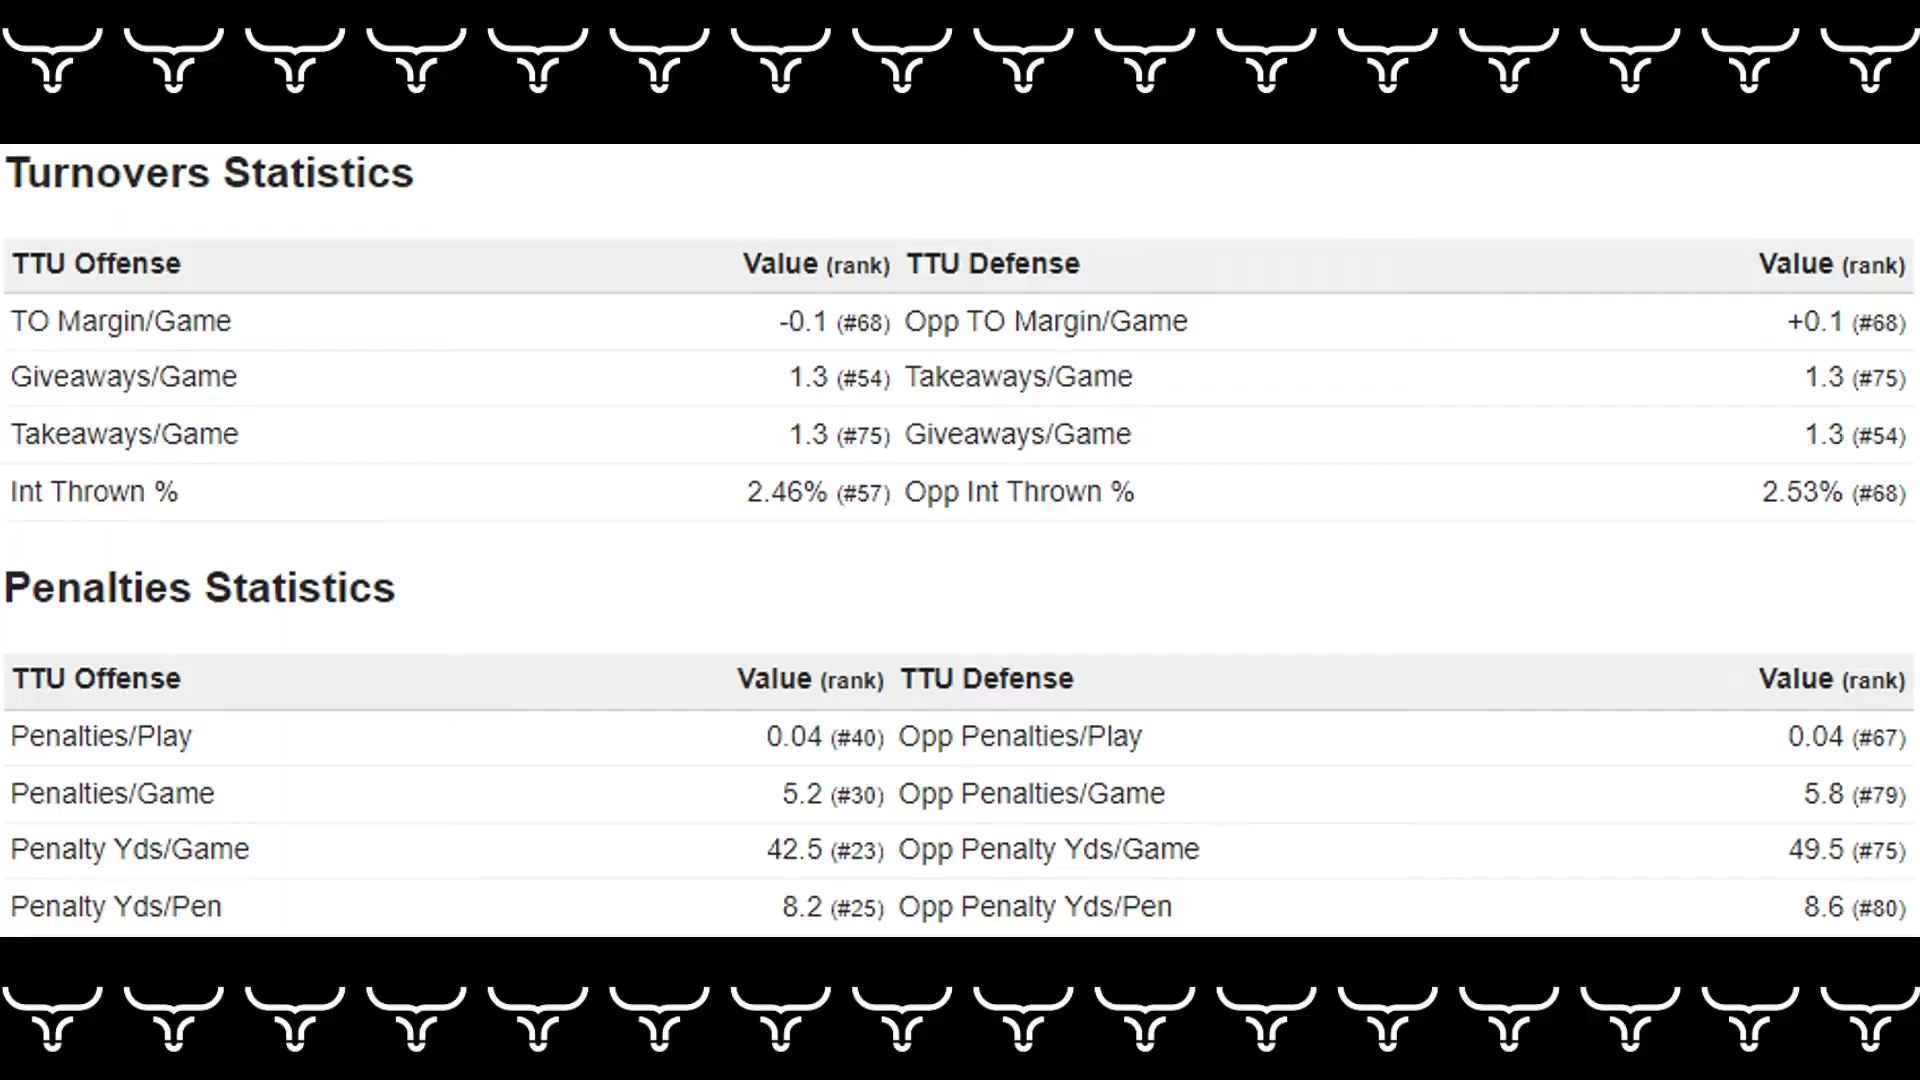 Turnovers Statistics
TTU Offense Value (rank) TTU Defense Value (rank)
TO Margin/Game -0.1 (#68) Opp TO Margin/Game +0.1 (#68)
Giveaways/Game 1.3 (#54) Takeaways/Game 1.3 (#75)
Takeaways/Game 1.3 (#75) Giveaways/Game 1.3 (#54)
Int Thrown % 2.46% (#57) Opp Int Thrown % 2.53% (#68)
Penalties Statistics
TTU Offense Value (rank) TTU Defense Value (rank)
Penalties/Play 0.04 (#40) Opp Penalties/Play 0.04 (#67)
Penalties/Game 5.2 (#30) Opp Penalties/Game 5.8 (#79)
Penalty Yds/Game 42.5 (#23) Opp Penalty Yds/Game 49.5 (#75)
Penalty Yds/Pen 8.2 (#25) Opp Penalty Yds/Pen 8.6 (#80)